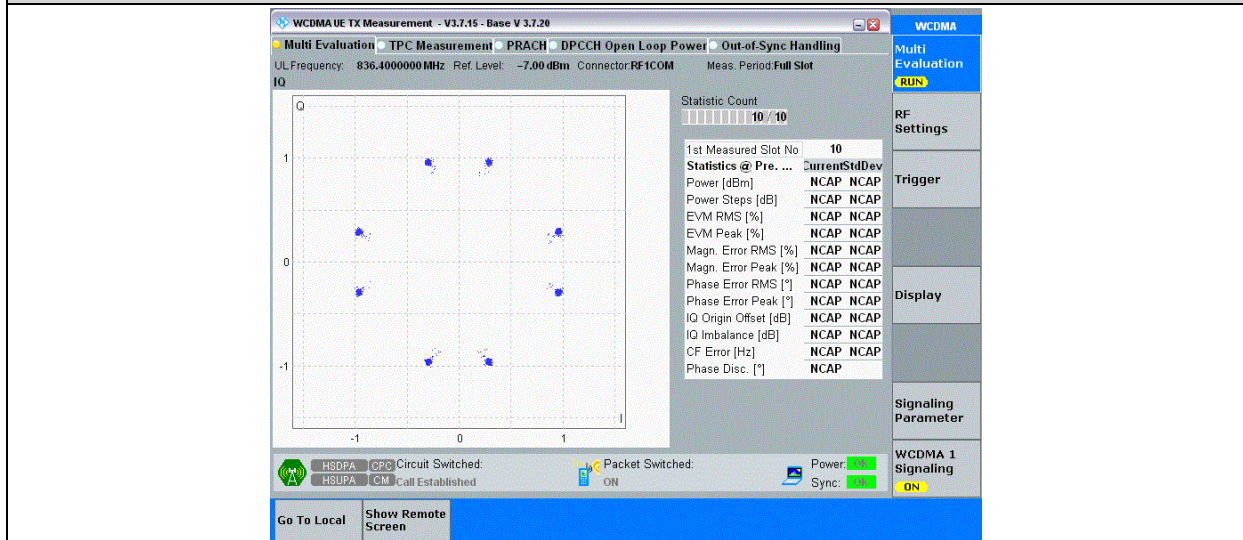 WCDMA UE TX Measurement - V3.7.15 - Base V 3.7.20
WCDMA
Multi Evaluation TPC Measurement PRACH DPCCH Open Loop Power Out-of-Sync Handling
Multi
Evaluation
RUN
UL Frequency: 836.4000000 MHz Ref. Level: -7.00 dBm Connector:RF1COM Meas. Period:Full Slot
IQ
Q
1
0
-1
I
-1 0 1
Statistic Count
10 / 10
1st Measured Slot No 10
Statistics @ Pre. ... Current StdDev
Power [dBm] NCAP NCAP
Power Steps [dB] NCAP NCAP
EVM RMS [%] NCAP NCAP
EVM Peak [%] NCAP NCAP
Magn. Error RMS [%] NCAP NCAP
Magn. Error Peak [%] NCAP NCAP
Phase Error RMS [°] NCAP NCAP
Phase Error Peak [°] NCAP NCAP
IQ Origin Offset [dB] NCAP NCAP
IQ Imbalance [dB] NCAP NCAP
CF Error [Hz] NCAP NCAP
Phase Disc. [°] NCAP
RF
Settings
Trigger
Display
Signaling
Parameter
WCDMA 1
Signaling
ON
HSDPA CPC Circuit Switched: Packet Switched: Power: OK
HSUPA CM Call Established ON Sync: OK
Go To Local
Show Remote
Screen